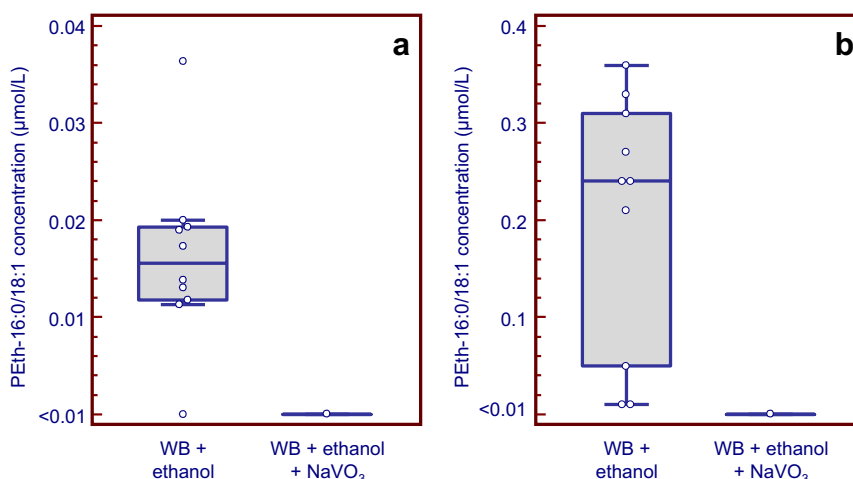 a
PEth-16:0/18:1 concentration (µmol/L)
0.04
0.03
0.02
0.01
<0.01
WB +
ethanol
WB + ethanol
+ NaVO₃
b
PEth-16:0/18:1 concentration (µmol/L)
0.4
0.3
0.2
0.1
<0.01
WB +
ethanol
WB + ethanol
+ NaVO₃